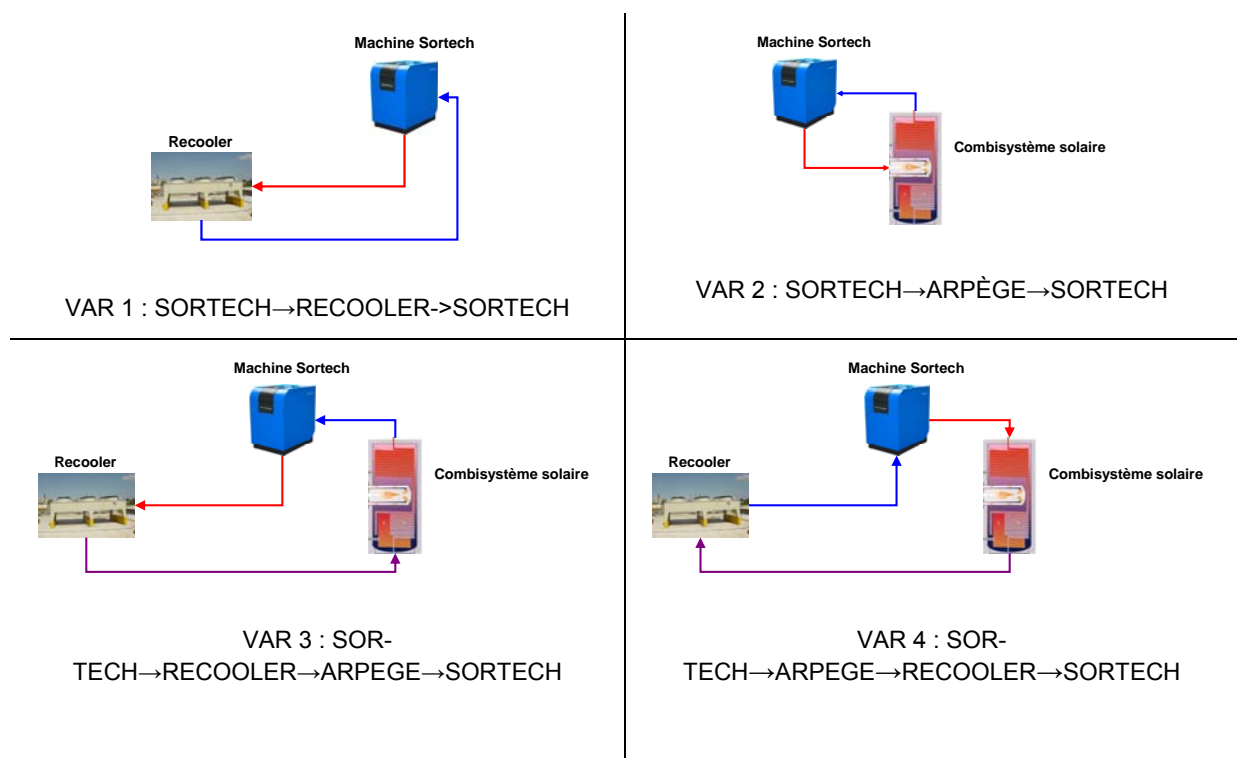 Machine Sortech
Recooler
VAR 1 : SORTECH→RECOOLER->SORTECH
Machine Sortech
Combisystème solaire
VAR 2 : SORTECH→ARPÈGE→SORTECH
Machine Sortech
Recooler
Combisystème solaire
VAR 3 : SOR-
TECH→RECOOLER→ARPEGE→SORTECH
Machine Sortech
Recooler
Combisystème solaire
VAR 4 : SOR-
TECH→ARPEGE→RECOOLER→SORTECH